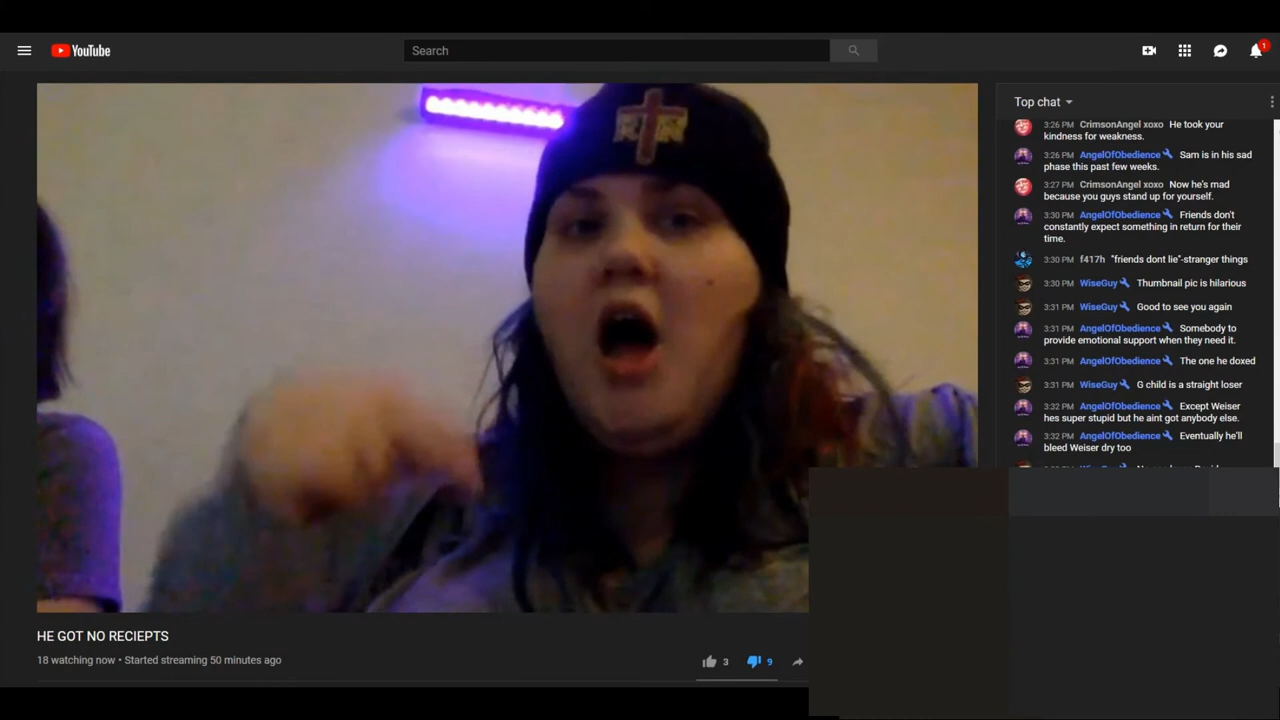 YouTube
Search
1
Top chat
3:26 PM CrimsonAngel xoxo He took your
kindness for weakness.
3:26 PM AngelOfObedience Sam is in his sad
phase this past few weeks.
3:27 PM CrimsonAngel xoxo Now he's mad
because you guys stand up for yourself.
3:30 PM AngelOfObedience Friends don't
constantly expect something in return for their
time.
3:30 PM f417h "friends dont lie"-stranger things
3:30 PM WiseGuy Thumbnail pic is hilarious
3:31 PM WiseGuy Good to see you again
3:31 PM AngelOfObedience Somebody to
provide emotional support when they need it.
3:31 PM AngelOfObedience The one he doxed
3:31 PM WiseGuy G child is a straight loser
3:32 PM AngelOfObedience Except Weiser
hes super stupid but he aint got anybody else.
3:32 PM AngelOfObedience Eventually he'll
bleed Weiser dry too
HE GOT NO RECIEPTS
18 watching now • Started streaming 50 minutes ago
3
9